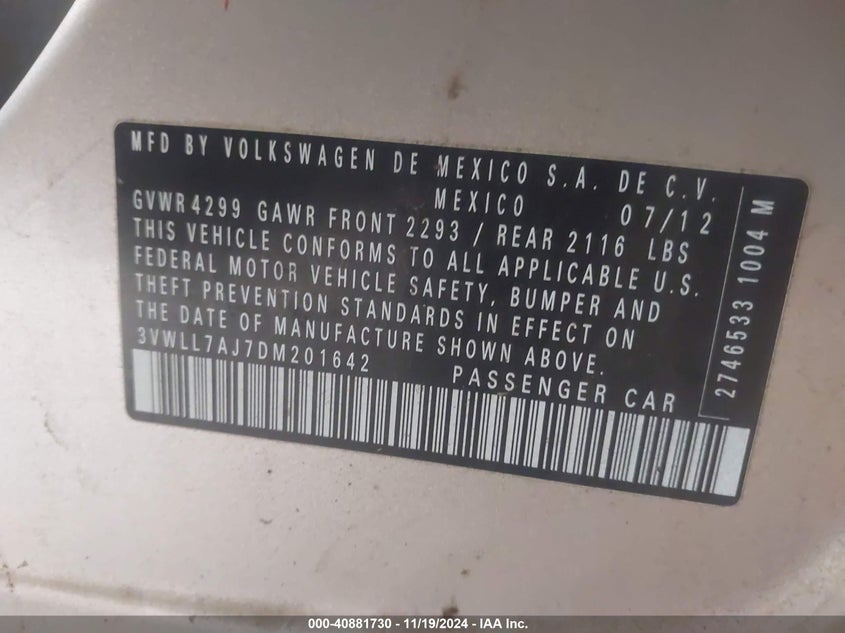 MFD BY VOLKSWAGEN DE MEXICO S.A. DE C.V.
MEXICO 07/12
GVWR 4299 GAWR FRONT 2293 / REAR 2116 LBS
THIS VEHICLE CONFORMS TO ALL APPLICABLE U.S.
FEDERAL MOTOR VEHICLE SAFETY, BUMPER AND
THEFT PREVENTION STANDARDS IN EFFECT ON
THE DATE OF MANUFACTURE SHOWN ABOVE.
3VWLL7AJ7DM201642 PASSENGER CAR
2746533 1004 M
000-40881730 - 11/19/2024 - IAA Inc.